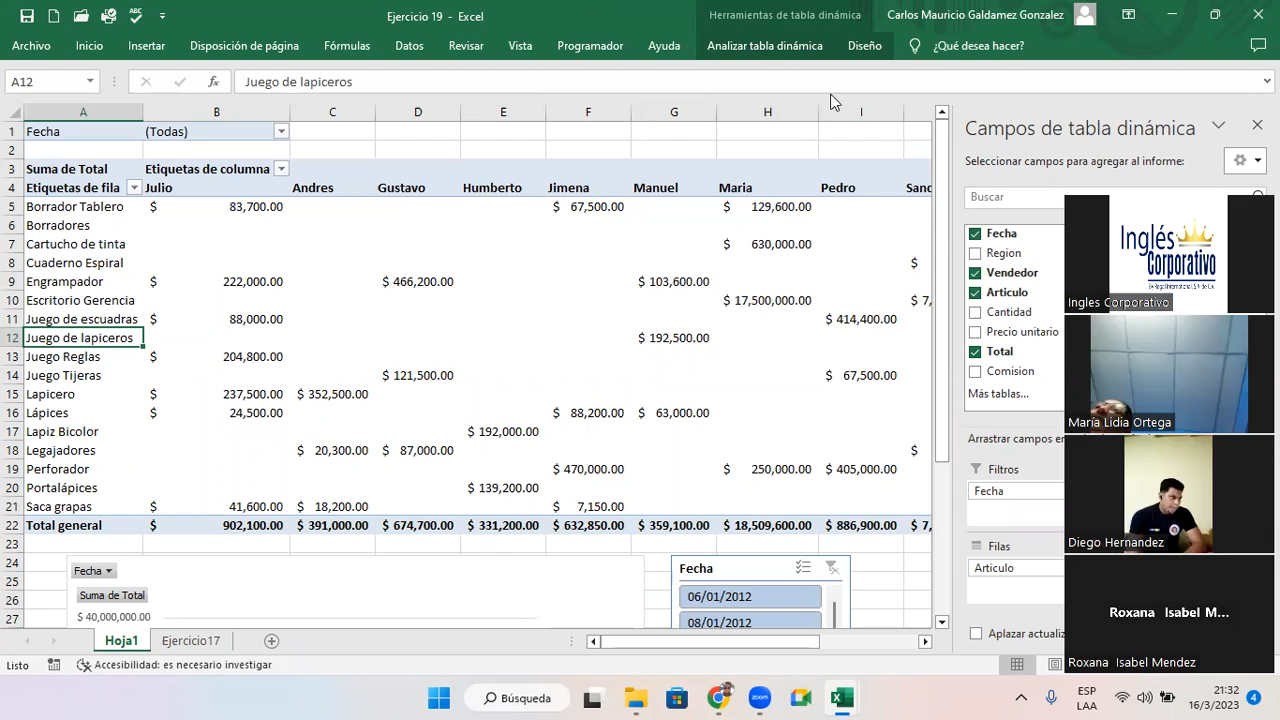 Ejercicio 19 - Excel
Herramientas de tabla dinámica
Carlos Mauricio Galdamez Gonzalez
Archivo Inicio Insertar Disposición de página Fórmulas Datos Revisar Vista Programador Ayuda Analizar tabla dinámica Diseño ¿Qué desea hacer?
A12 fx Juego de lapiceros
A B C D E F G H I
1 Fecha (Todas)
2
3 Suma de Total Etiquetas de columna
4 Etiquetas de fila Julio Andres Gustavo Humberto Jimena Manuel Maria Pedro Sand
5 Borrador Tablero $ 83,700.00 $ 67,500.00 $ 129,600.00
6 Borradores
7 Cartucho de tinta $ 630,000.00
8 Cuaderno Espiral $
9 Engrampador $ 222,000.00 $ 466,200.00 $ 103,600.00
10 Escritorio Gerencia $ 17,500,000.00 $ 7,
11 Juego de escuadras $ 88,000.00 $ 414,400.00
12 Juego de lapiceros $ 192,500.00
13 Juego Reglas $ 204,800.00
14 Juego Tijeras $ 121,500.00 $ 67,500.00
15 Lapicero $ 237,500.00 $ 352,500.00
16 Lápices $ 24,500.00 $ 88,200.00 $ 63,000.00
17 Lapiz Bicolor $ 192,000.00
18 Legajadores $ 20,300.00 $ 87,000.00 $
19 Perforador $ 470,000.00 $ 250,000.00 $ 405,000.00
20 Portalápices $ 139,200.00
21 Saca grapas $ 41,600.00 $ 18,200.00 $ 7,150.00
22 Total general $ 902,100.00 $ 391,000.00 $ 674,700.00 $ 331,200.00 $ 632,850.00 $ 359,100.00 $ 18,509,600.00 $ 886,900.00 $ 7,
23
24
25
26
27
Fecha
Suma de Total
$ 40,000,000.00
Fecha
06/01/2012
08/01/2012
Hoja1 Ejercicio17
Listo Accesibilidad: es necesario investigar
Campos de tabla dinámica
Seleccionar campos para agregar al informe:
Buscar
Fecha
Region
Vendedor
Articulo
Cantidad
Precio unitario
Total
Comision
Más tablas...
Arrastrar campos en
Filtros
Fecha
Filas
Articulo
Aplazar actualiz
Inglés
Corporativo
Ingles Corporativo
María Lidia Ortega
Diego Hernandez
Roxana Isabel M...
Roxana Isabel Mendez
Búsqueda
zoom
ESP
LAA
21:32
16/3/2023
4